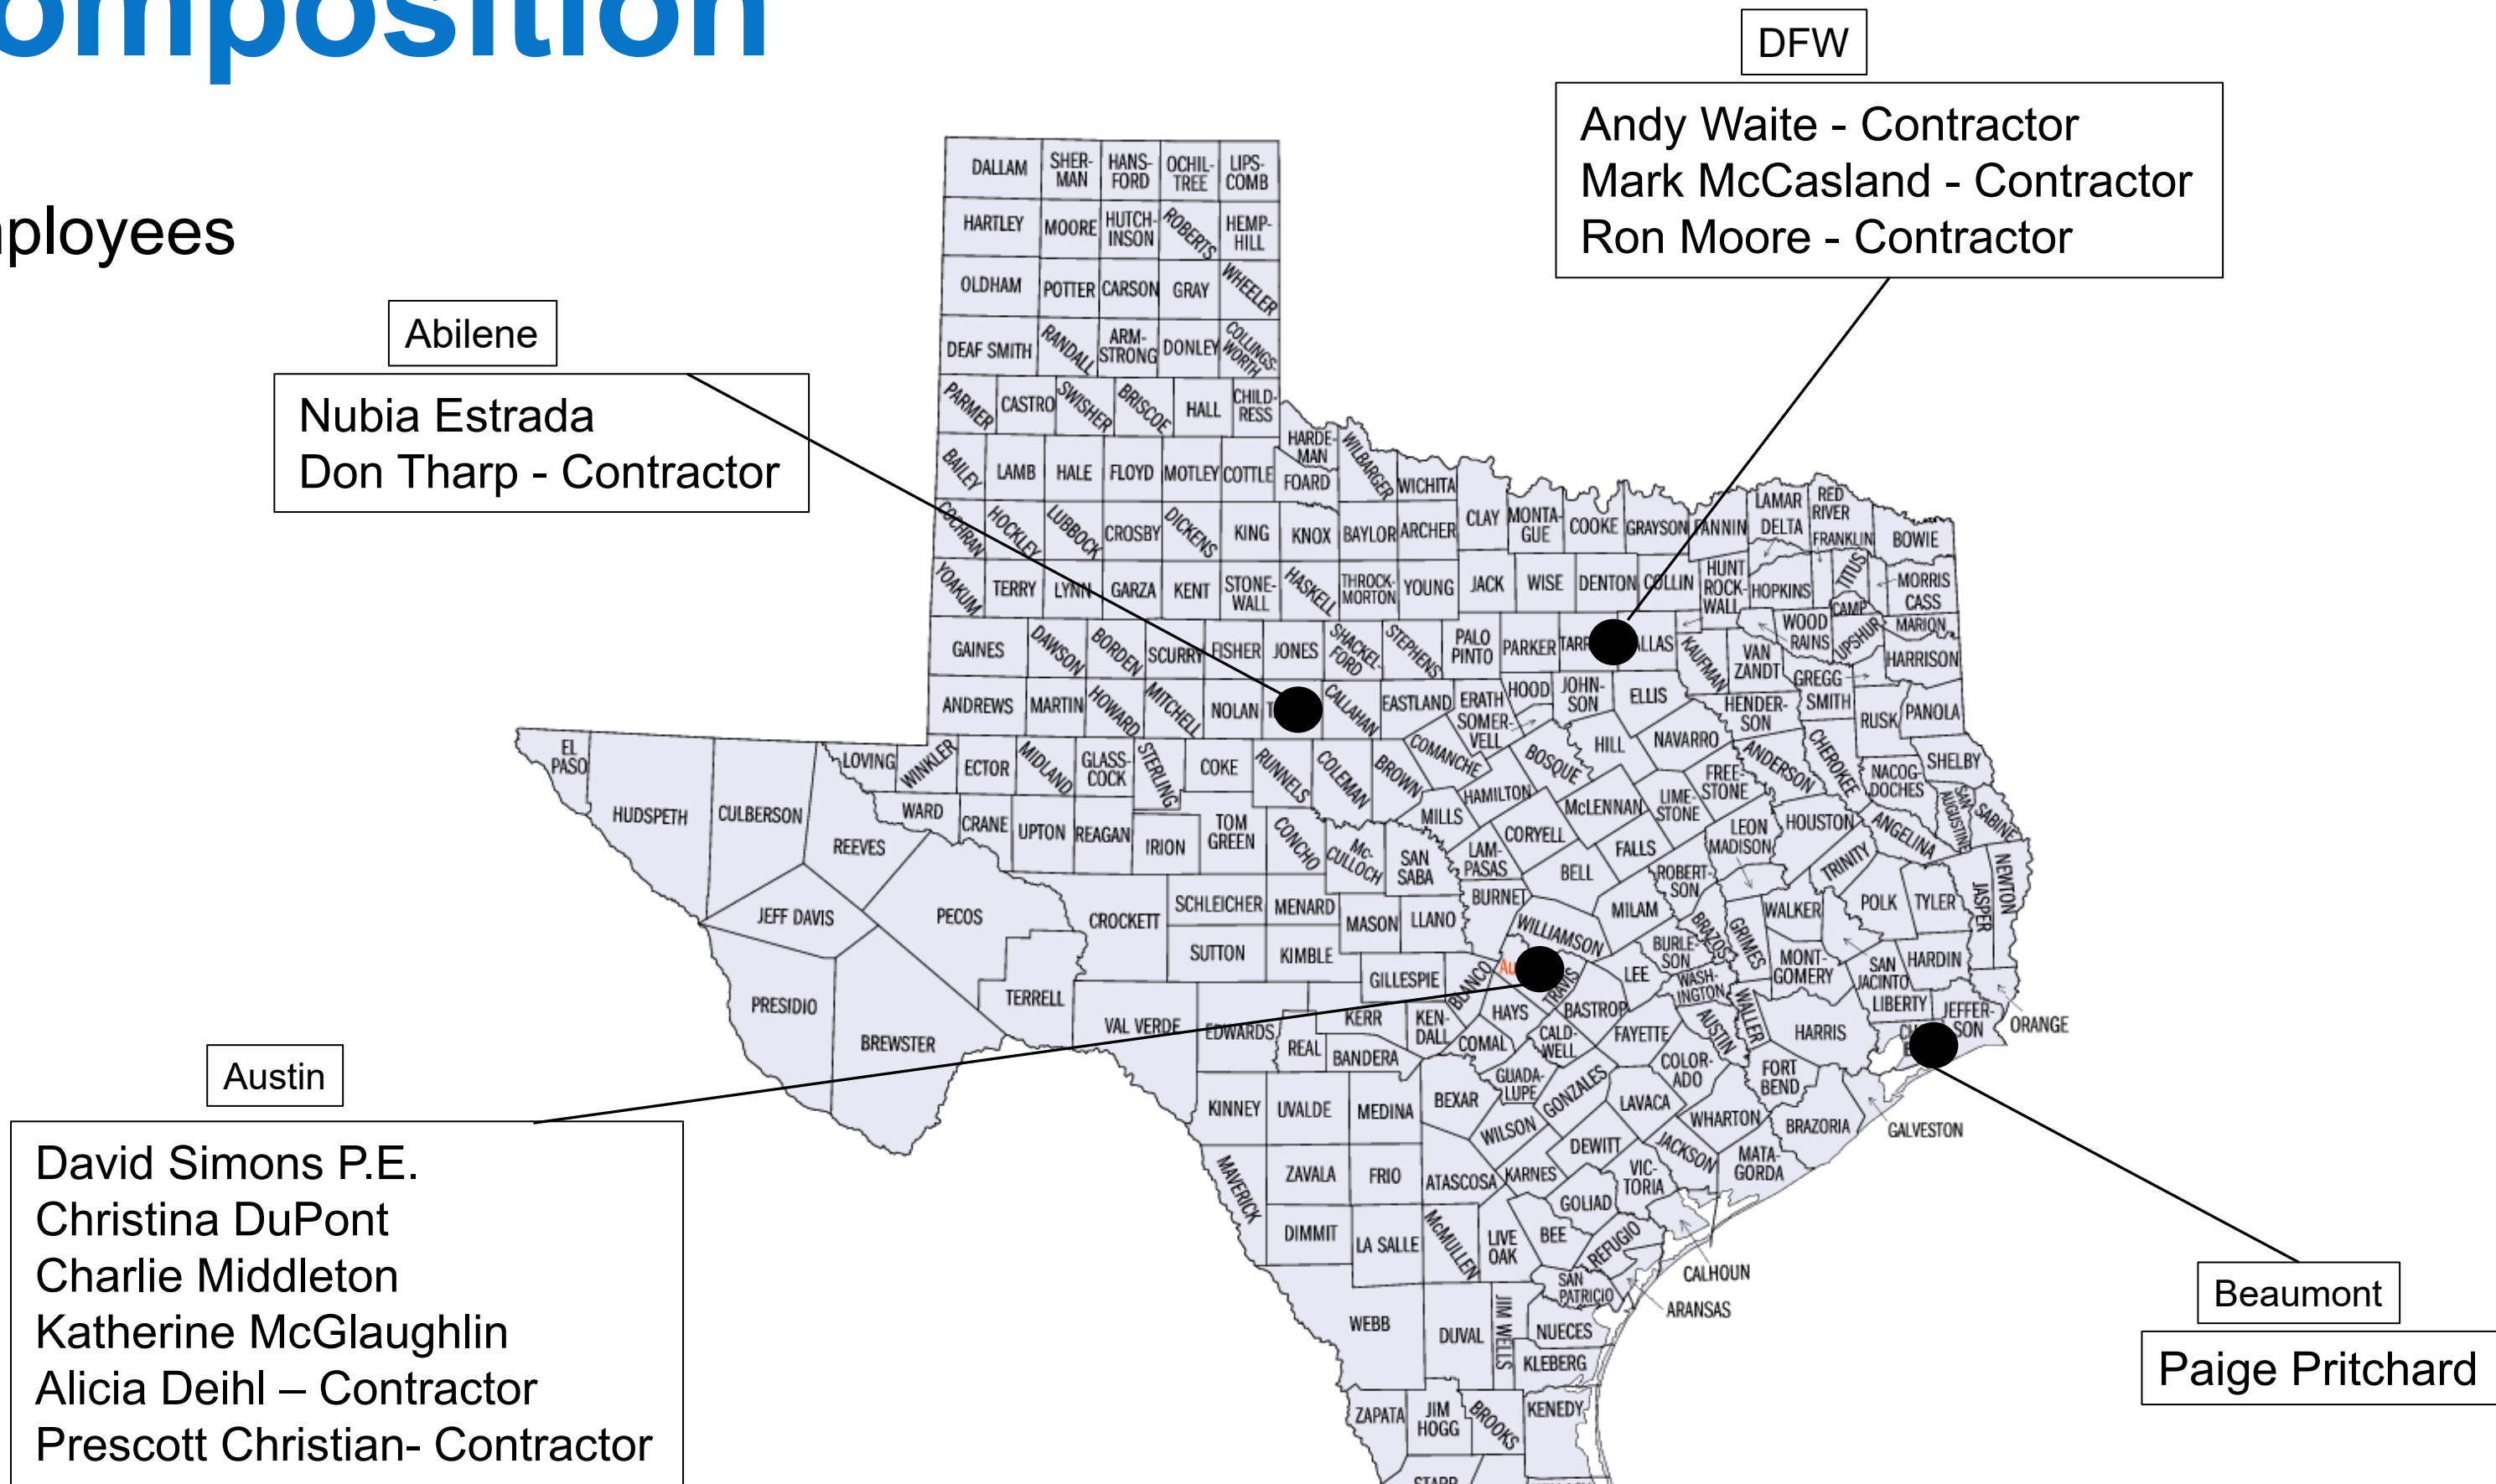 omposition
ployees
DFW
Andy Waite - Contractor
Mark McCasland - Contractor
Ron Moore - Contractor
Abilene
Nubia Estrada
Don Tharp - Contractor
Austin
David Simons P.E.
Christina DuPont
Charlie Middleton
Katherine McGlaughlin
Alicia Deihl – Contractor
Prescott Christian- Contractor
Beaumont
Paige Pritchard
DALLAM
SHER-
MAN
HANS-
FORD
OCHIL-
TREE
LIPS-
COMB
HARTLEY
MOORE
HUTCH-
INSON
ROBERTS
HEMP-
HILL
OLDHAM
POTTER
CARSON
GRAY
WHEELER
DEAF SMITH
RANDALL
ARM-
STRONG
DONLEY
COLLINGS-
WORTH
PARMER
CASTRO
SWISHER
BRISCOE
HALL
CHILD-
RESS
HARDE-
MAN
BAILEY
LAMB
HALE
FLOYD
MOTLEY
COTTLE
FOARD
WILBARGER
WICHITA
COCHRAN
HOCKLEY
LUBBOCK
CROSBY
DICKENS
KING
KNOX
BAYLOR
ARCHER
CLAY
MONTA-
GUE
COOKE
GRAYSON
FANNIN
LAMAR
DELTA
RED
RIVER
FRANKLIN
BOWIE
YOAKUM
TERRY
LYNN
GARZA
KENT
STONE-
WALL
HASKELL
THROCK-
MORTON
YOUNG
JACK
WISE
DENTON
COLLIN
HUNT
ROCK-
WALL
HOPKINS
TITUS
CAMP
MORRIS
CASS
MARION
GAINES
DAWSON
BORDEN
SCURRY
FISHER
JONES
SHACKEL-
FORD
STEPHENS
PALO
PINTO
PARKER
TARR
ALLAS
KAUFMAN
VAN
ZANDT
WOOD
RAINS
UPSHUR
HARRISON
GREGG
SMITH
ANDREWS
MARTIN
HOWARD
MITCHELL
NOLAN
T
CALLAHAN
EASTLAND
ERATH
SOMER-
VELL
HOOD
JOHN-
SON
ELLIS
HENDER-
SON
RUSK
PANOLA
EL
PASO
HUDSPETH
CULBERSON
REEVES
LOVING
WINKLER
ECTOR
MIDLAND
GLASS-
COCK
STERLING
COKE
RUNNELS
COLEMAN
BROWN
COMANCHE
BOSQUE
HILL
NAVARRO
ANDERSON
CHEROKEE
NACOG-
DOCHES
SHELBY
SAN
AUGUSTINE
SABINE
WARD
CRANE
UPTON
REAGAN
IRION
TOM
GREEN
CONCHO
Mc-
CULLOCH
SAN
SABA
MILLS
HAMILTON
CORYELL
McLENNAN
LIME-
STONE
FREE-
STONE
LEON
MADISON
HOUSTON
ANGELINA
TRINITY
LAM-
PASAS
BELL
FALLS
ROBERT-
SON
POLK
TYLER
JASPER
NEWTON
JEFF DAVIS
PECOS
CROCKETT
SCHLEICHER
MENARD
MASON
LLANO
BURNET
WILLIAMSON
MILAM
BRAZOS
GRIMES
WALKER
SUTTON
KIMBLE
GILLESPIE
BLANCO
Au
TRAVIS
LEE
BURLE-
SON
WASH-
INGTON
MONT-
GOMERY
SAN
JACINTO
HARDIN
LIBERTY
JEFFER-
SON
ORANGE
PRESIDIO
BREWSTER
TERRELL
VAL VERDE
EDWARDS
KERR
REAL
BANDERA
KEN-
DALL
HAYS
COMAL
CALD-
WELL
BASTROP
FAYETTE
AUSTIN
WALLER
HARRIS
CH
KINNEY
UVALDE
MEDINA
BEXAR
GUADA-
LUPE
GONZALES
LAVACA
COLOR-
ADO
WHARTON
FORT
BEND
BRAZORIA
GALVESTON
WILSON
DEWITT
JACKSON
MATA-
GORDA
MAVERICK
ZAVALA
FRIO
ATASCOSA
KARNES
GOLIAD
VIC-
TORIA
DIMMIT
LA SALLE
McMULLEN
LIVE
OAK
BEE
REFUGIO
CALHOUN
SAN
PATRICIO
ARANSAS
WEBB
DUVAL
JIM WELLS
NUECES
KLEBERG
ZAPATA
JIM
HOGG
BROOKS
KENEDY
STARR